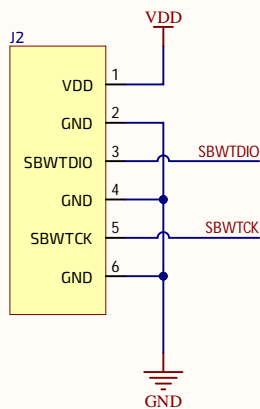 VDD
J2
VDD 1
GND 2
SBWTDIO 3 SBWTDIO
GND 4
SBWTCK 5 SBWTCK
GND 6
GND